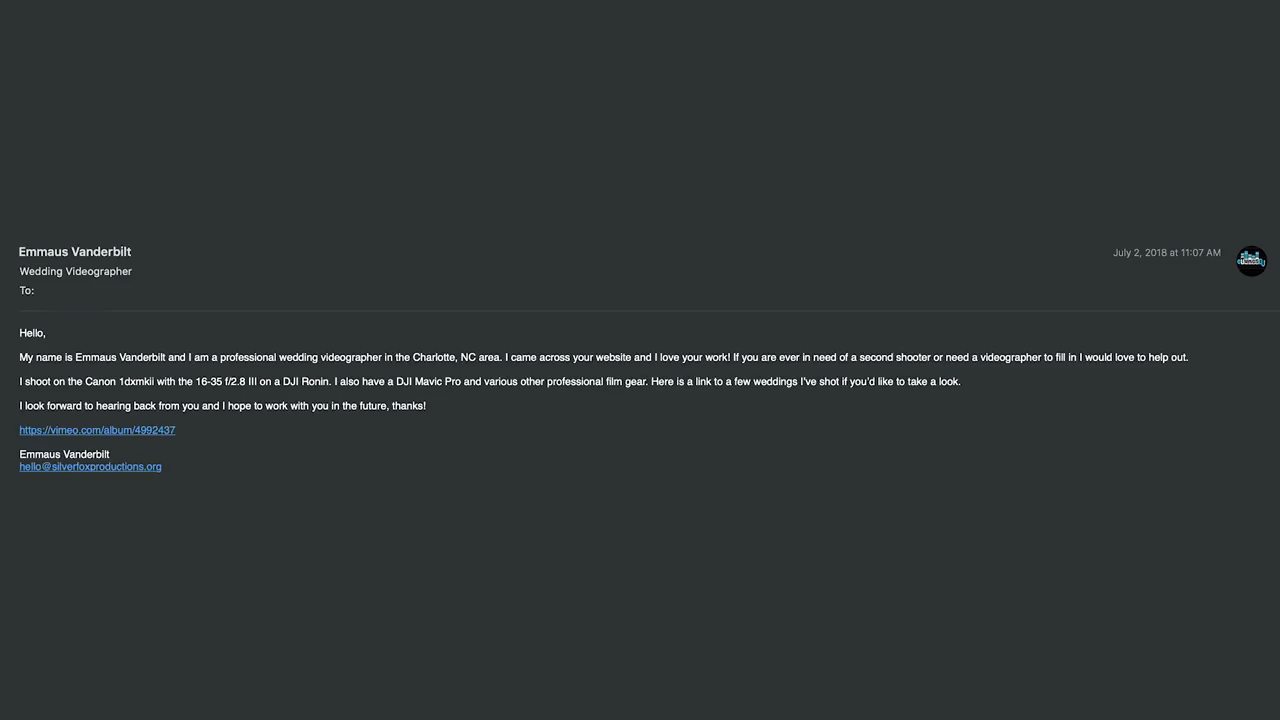 Emmaus Vanderbilt
July 2, 2018 at 11:07 AM
Wedding Videographer
To:
Hello,
My name is Emmaus Vanderbilt and I am a professional wedding videographer in the Charlotte, NC area. I came across your website and I love your work! If you are ever in need of a second shooter or need a videographer to fill in I would love to help out.
I shoot on the Canon 1dxmkii with the 16-35 f/2.8 III on a DJI Ronin. I also have a DJI Mavic Pro and various other professional film gear. Here is a link to a few weddings I've shot if you'd like to take a look.
I look forward to hearing back from you and I hope to work with you in the future, thanks!
https://vimeo.com/album/4992437
Emmaus Vanderbilt
hello@silverfoxproductions.org